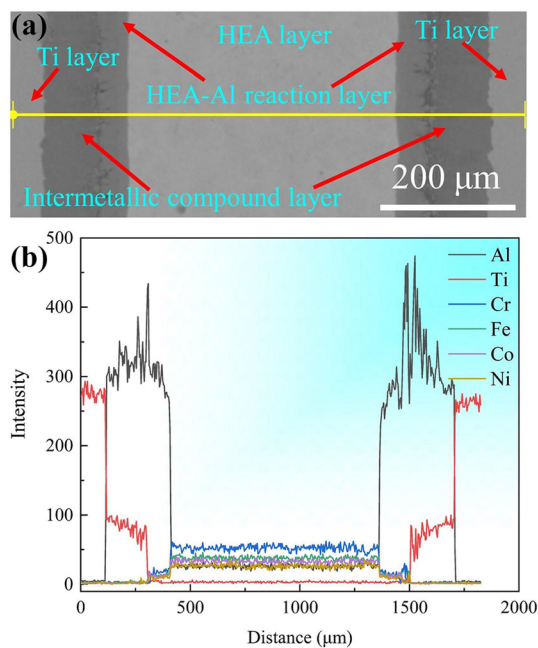 (a)
HEA layer
Ti layer
Ti layer
HEA-Al reaction layer
Intermetallic compound layer
200 μm
(b)
500
400
300
200
100
0
Intensity
Al
Ti
Cr
Fe
Co
Ni
0
500
1000
1500
2000
Distance (μm)